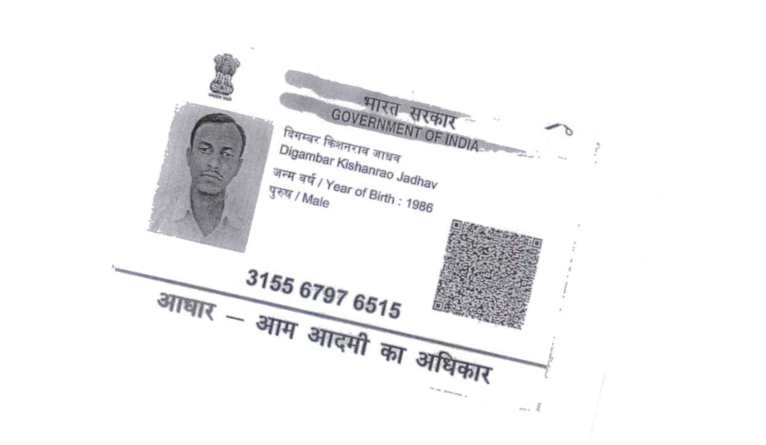 भारत सरकार
GOVERNMENT OF INDIA
दिगम्बर किशनराव जाधव
Digambar Kishanrao Jadhav
जन्म वर्ष / Year of Birth : 1986
पुरुष / Male
3155 6797 6515
आधार – आम आदमी का अधिकार